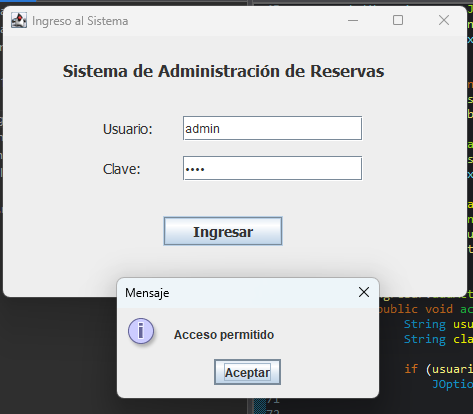 Ingreso al Sistema
Sistema de Administración de Reservas
Usuario:
admin
Clave:
••••
Ingresar
Mensaje
Acceso permitido
Aceptar
public void ac
String usu
String cla
if (usuari
JOptio
71
72